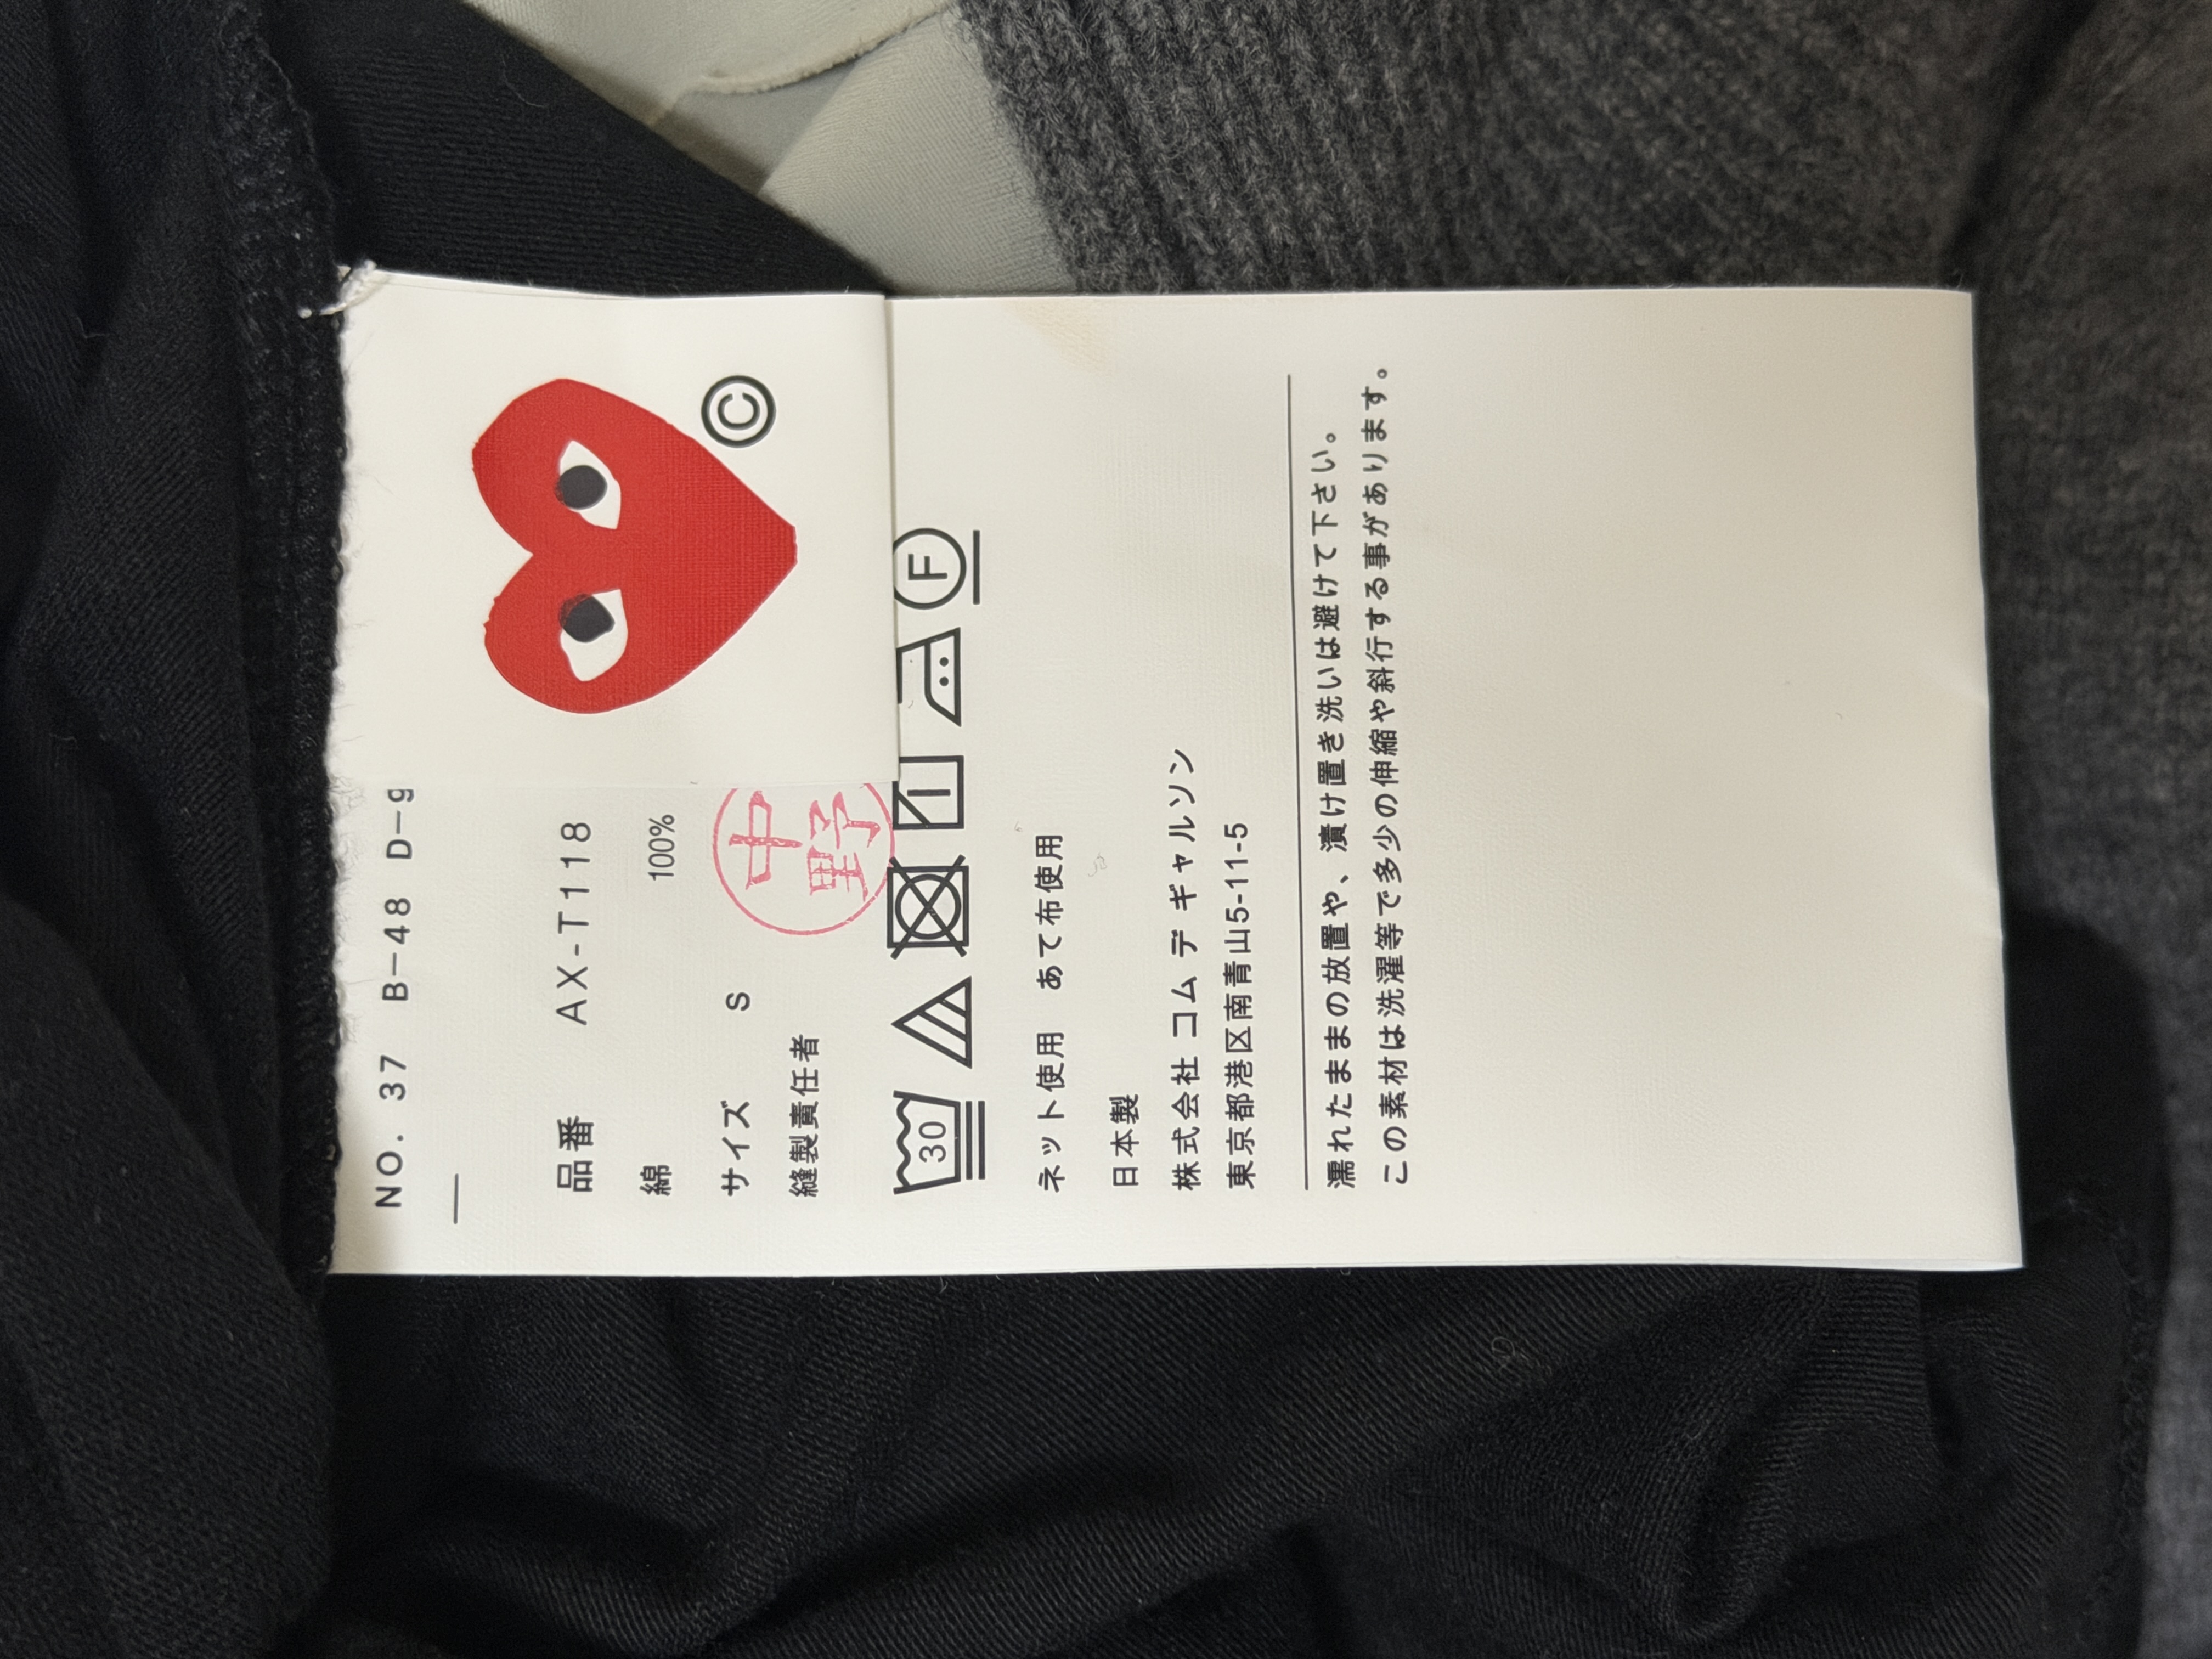 NO. 37 B-48 D-g
品番 AX-T118
綿 100%
サイズ S
縫製責任者 中野
30
F
©
ネット使用 あて布使用
日本製
株式会社 コム デ ギャルソン
東京都港区南青山5-11-5
濡れたままの放置や、漬け置き洗いは避けて下さい。
この素材は洗濯等で多少の伸縮や斜行する事があります。